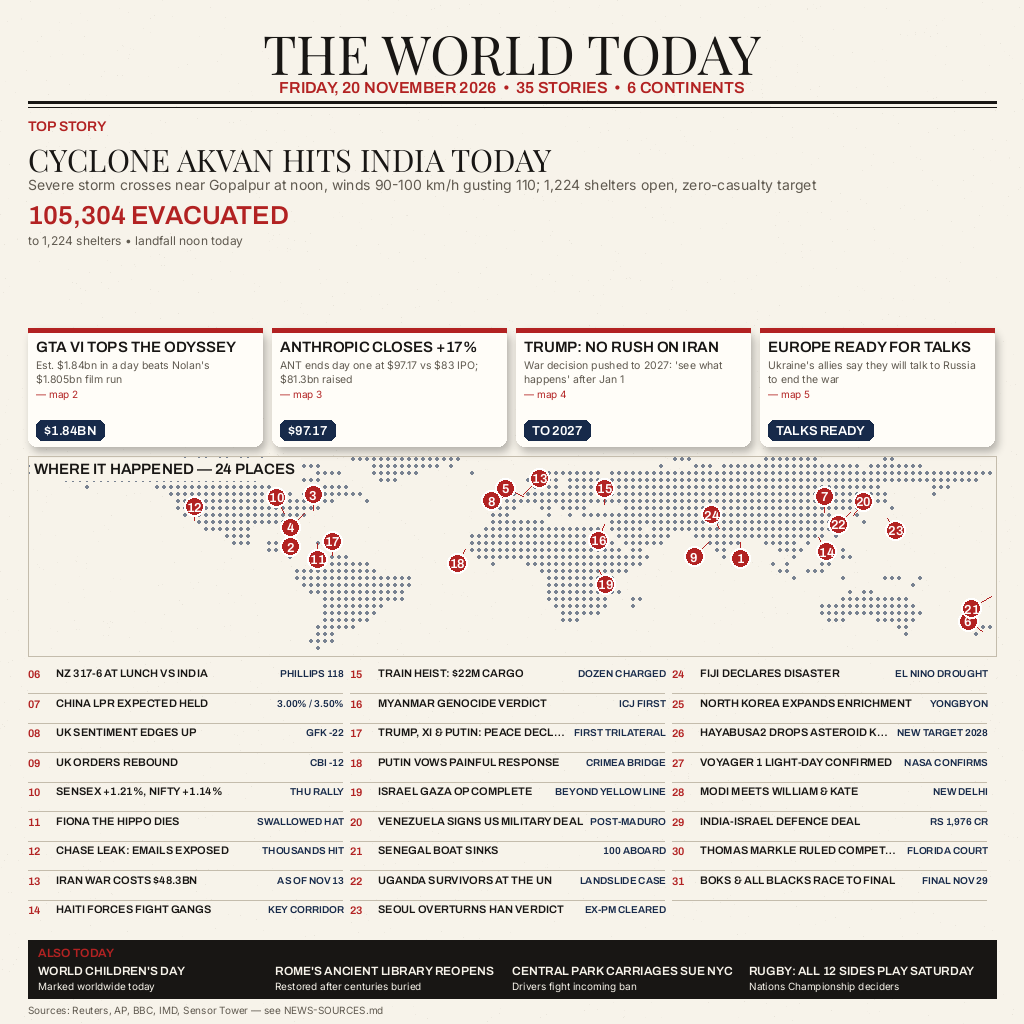 THE WORLD TODAY
FRIDAY, 20 NOVEMBER 2026 • 35 STORIES • 6 CONTINENTS
TOP STORY
CYCLONE AKVAN HITS INDIA TODAY
Severe storm crosses near Gopalpur at noon, winds 90-100 km/h gusting 110; 1,224 shelters open, zero-casualty target
105,304 EVACUATED
to 1,224 shelters • landfall noon today
GTA VI TOPS THE ODYSSEY
Est. $1.84bn in a day beats Nolan's
$1.805bn film run
— map 2
$1.84BN
ANTHROPIC CLOSES +17%
ANT ends day one at $97.17 vs $83 IPO;
$81.3bn raised
— map 3
$97.17
TRUMP: NO RUSH ON IRAN
War decision pushed to 2027: 'see what
happens' after Jan 1
— map 4
TO 2027
EUROPE READY FOR TALKS
Ukraine's allies say they will talk to Russia
to end the war
— map 5
TALKS READY
WHERE IT HAPPENED — 24 PLACES
12
10
3
4
2
11
17
18
8
5
13
15
16
19
24
9
1
7
20
22
14
23
21
6
06 NZ 317-6 AT LUNCH VS INDIA PHILLIPS 118
07 CHINA LPR EXPECTED HELD 3.00% / 3.50%
08 UK SENTIMENT EDGES UP GFK -22
09 UK ORDERS REBOUND CBI -12
10 SENSEX +1.21%, NIFTY +1.14% THU RALLY
11 FIONA THE HIPPO DIES SWALLOWED HAT
12 CHASE LEAK: EMAILS EXPOSED THOUSANDS HIT
13 IRAN WAR COSTS $48.3BN AS OF NOV 13
14 HAITI FORCES FIGHT GANGS KEY CORRIDOR
15 TRAIN HEIST: $22M CARGO DOZEN CHARGED
16 MYANMAR GENOCIDE VERDICT ICJ FIRST
17 TRUMP, XI & PUTIN: PEACE DECL... FIRST TRILATERAL
18 PUTIN VOWS PAINFUL RESPONSE CRIMEA BRIDGE
19 ISRAEL GAZA OP COMPLETE BEYOND YELLOW LINE
20 VENEZUELA SIGNS US MILITARY DEAL POST-MADURO
21 SENEGAL BOAT SINKS 100 ABOARD
22 UGANDA SURVIVORS AT THE UN LANDSLIDE CASE
23 SEOUL OVERTURNS HAN VERDICT EX-PM CLEARED
24 FIJI DECLARES DISASTER EL NINO DROUGHT
25 NORTH KOREA EXPANDS ENRICHMENT YONGBYON
26 HAYABUSA2 DROPS ASTEROID K... NEW TARGET 2028
27 VOYAGER 1 LIGHT-DAY CONFIRMED NASA CONFIRMS
28 MODI MEETS WILLIAM & KATE NEW DELHI
29 INDIA-ISRAEL DEFENCE DEAL RS 1,976 CR
30 THOMAS MARKLE RULED COMPET... FLORIDA COURT
31 BOKS & ALL BLACKS RACE TO FINAL FINAL NOV 29
ALSO TODAY
WORLD CHILDREN'S DAY
Marked worldwide today
ROME'S ANCIENT LIBRARY REOPENS
Restored after centuries buried
CENTRAL PARK CARRIAGES SUE NYC
Drivers fight incoming ban
RUGBY: ALL 12 SIDES PLAY SATURDAY
Nations Championship deciders
Sources: Reuters, AP, BBC, IMD, Sensor Tower — see NEWS-SOURCES.md